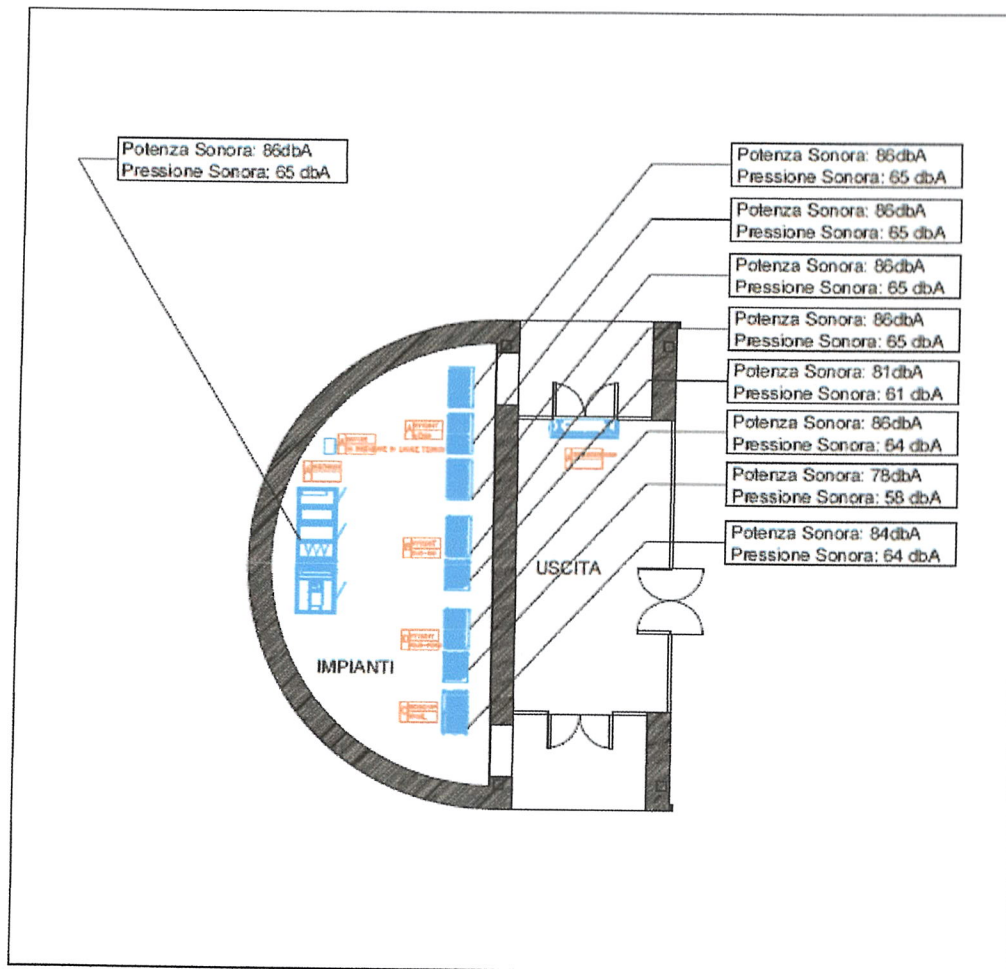 Potenza Sonora: 86dbA
Pressione Sonora: 65 dbA
Potenza Sonora: 86dbA
Pressione Sonora: 65 dbA
Potenza Sonora: 86dbA
Pressione Sonora: 65 dbA
Potenza Sonora: 86dbA
Pressione Sonora: 65 dbA
Potenza Sonora: 86dbA
Pressione Sonora: 65 dbA
Potenza Sonora: 81dbA
Pressione Sonora: 61 dbA
Potenza Sonora: 86dbA
Pressione Sonora: 64 dbA
Potenza Sonora: 78dbA
Pressione Sonora: 58 dbA
Potenza Sonora: 84dbA
Pressione Sonora: 64 dbA
USCITA
IMPIANTI